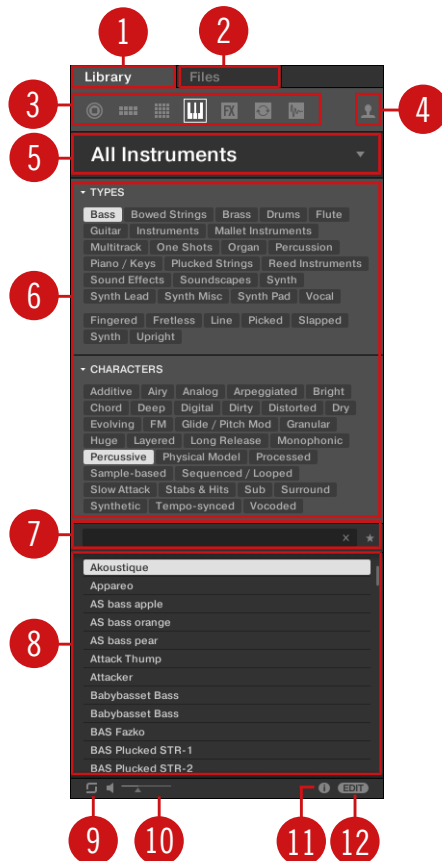 1 2
Library Files
3 FX 4
5 All Instruments
TYPES
Bass Bowed Strings Brass Drums Flute
Guitar Instruments Mallet Instruments
Multitrack One Shots Organ Percussion
Piano / Keys Plucked Strings Reed Instruments
6 Sound Effects Soundscapes Synth
Synth Lead Synth Misc Synth Pad Vocal
Fingered Fretless Line Picked Slapped
Synth Upright
CHARACTERS
Additive Airy Analog Arpeggiated Bright
Chord Deep Digital Dirty Distorted Dry
Evolving FM Glide / Pitch Mod Granular
Huge Layered Long Release Monophonic
Percussive Physical Model Processed
Sample-based Sequenced / Looped
Slow Attack Stabs & Hits Sub Surround
Synthetic Tempo-synced Vocoded
7
Akoustique
Appareo
AS bass apple
AS bass orange
8 AS bass pear
Attack Thump
Attacker
Babybasset Bass
Babybasset Bass
BAS Fazko
BAS Plucked STR-1
BAS Plucked STR-2
i EDIT
9 10 11 12